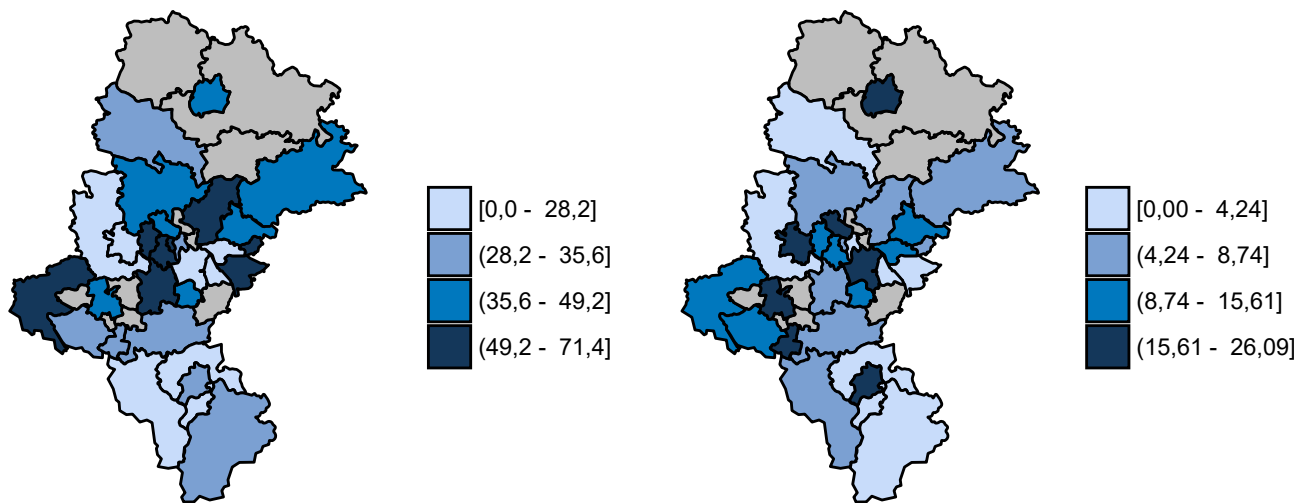 [0,0 - 28,2]
(28,2 - 35,6]
(35,6 - 49,2]
(49,2 - 71,4]
[0,00 - 4,24]
(4,24 - 8,74]
(8,74 - 15,61]
(15,61 - 26,09]